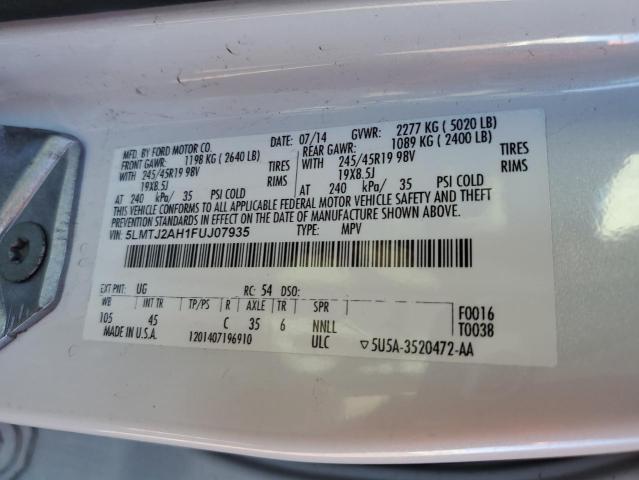 MFD. BY FORD MOTOR CO. DATE: 07/14 GVWR: 2277 KG ( 5020 LB)
FRONT GAWR: 1198 KG ( 2640 LB) REAR GAWR: 1089 KG ( 2400 LB)
WITH 245/45R19 98V TIRES WITH 245/45R19 98V TIRES
19X8.5J RIMS 19X8.5J RIMS
AT 240 kPa/ 35 PSI COLD AT 240 kPa/ 35 PSI COLD
THIS VEHICLE CONFORMS TO ALL APPLICABLE FEDERAL MOTOR VEHICLE SAFETY AND THEFT
PREVENTION STANDARDS IN EFFECT ON THE DATE OF MANUFACTURE SHOWN ABOVE.
VIN: 5LMTJ2AH1FUJ07935 TYPE: MPV
EXT PNT: UG RC: 54 DSO:
WB INT TR TP/PS R AXLE TR SPR
105 45 C 35 6 NNLL F0016
T0038
MADE IN U.S.A. 1201407196910 ULC ▽5U5A-3520472-AA